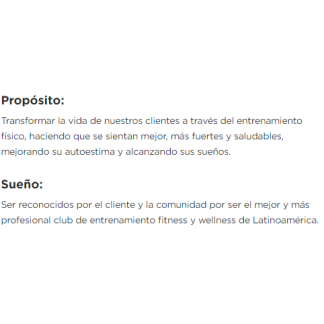 Propósito:
Transformar la vida de nuestros clientes a través del entrenamiento
físico, haciendo que se sientan mejor, más fuertes y saludables,
mejorando su autoestima y alcanzando sus sueños.
Sueño:
Ser reconocidos por el cliente y la comunidad por ser el mejor y más
profesional club de entrenamiento fitness y wellness de Latinoamérica.